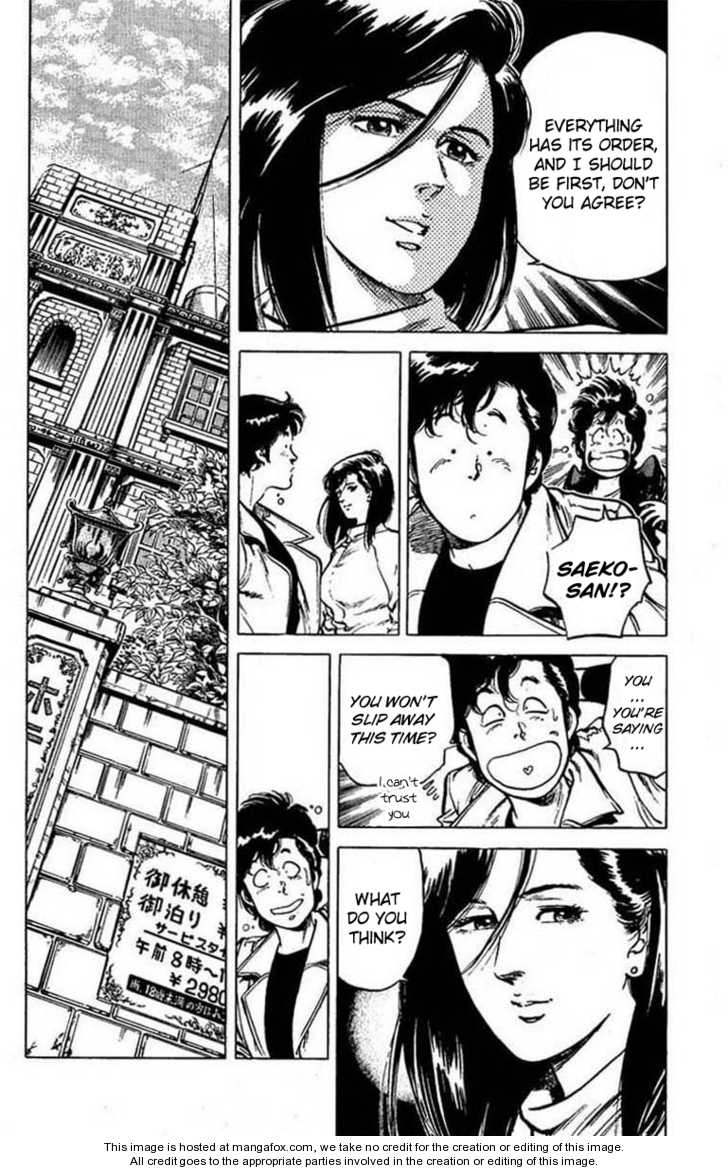 EVERYTHING
HAS ITS ORDER,
AND I SHOULD
BE FIRST, DON'T
YOU AGREE?
SAEKO-
SAN!?
YOU
...
YOU'RE
SAYING
...
YOU WON'T
SLIP AWAY
THIS TIME?
I can't
trust
you
WHAT
DO YOU
THINK?
ホ
御休憩
御泊り
サービスタイ
午前8時~1
¥2980
This image is hosted at mangafox.com, we take no credit for the creation or editing of this image.
All credit goes to the appropriate parties involved in the creation or editing of this image.